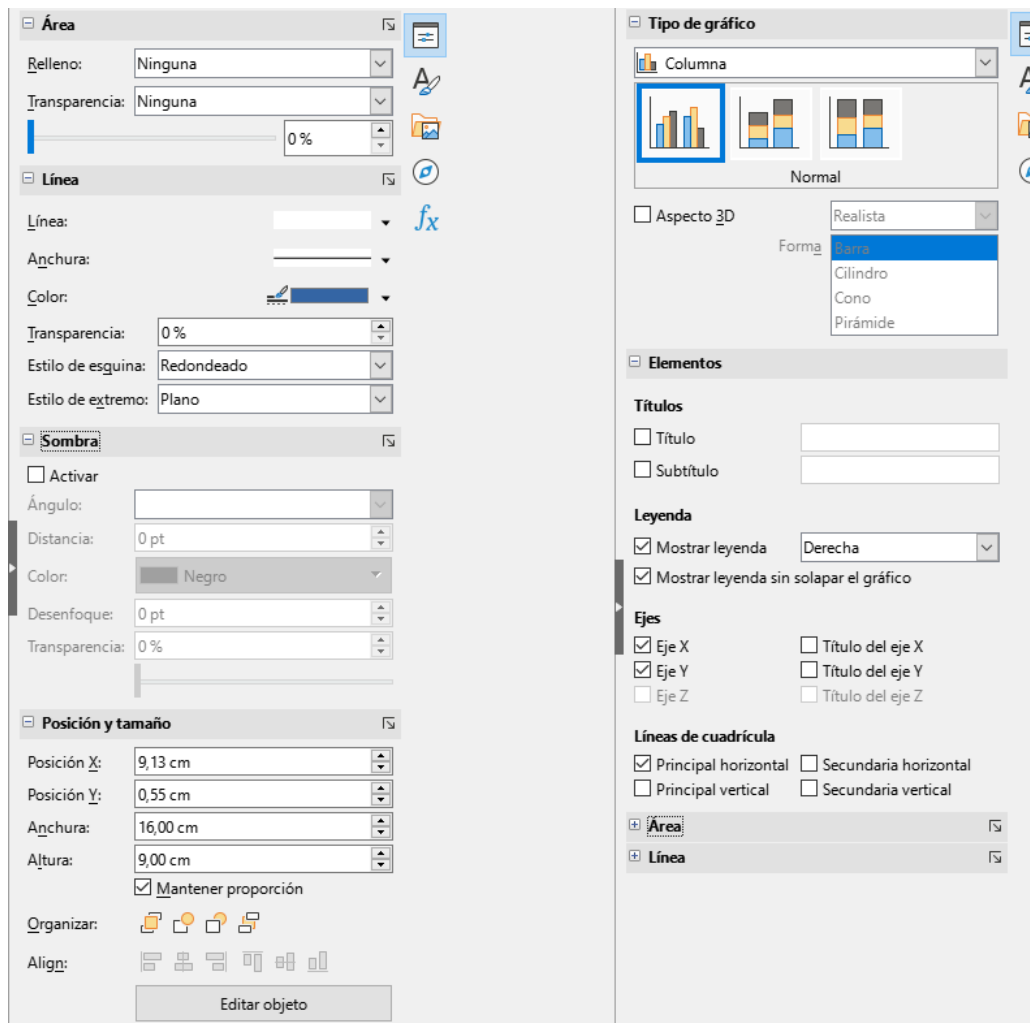 Área
Relleno: Ninguna
Transparencia: Ninguna
0 %
Línea
Línea:
Anchura:
Color:
Transparencia: 0 %
Estilo de esquina: Redondeado
Estilo de extremo: Plano
Sombra
Activar
Ángulo:
Distancia: 0 pt
Color: Negro
Desenfoque: 0 pt
Transparencia: 0 %
Posición y tamaño
Posición X: 9,13 cm
Posición Y: 0,55 cm
Anchura: 16,00 cm
Altura: 9,00 cm
Mantener proporción
Organizar:
Align:
Editar objeto
fx
Tipo de gráfico
Columna
Normal
Aspecto 3D Realista
Forma Barra
Cilindro
Cono
Pirámide
Elementos
Títulos
Título
Subtítulo
Leyenda
Mostrar leyenda Derecha
Mostrar leyenda sin solapar el gráfico
Ejes
Eje X Título del eje X
Eje Y Título del eje Y
Eje Z Título del eje Z
Líneas de cuadrícula
Principal horizontal Secundaria horizontal
Principal vertical Secundaria vertical
Área
Línea